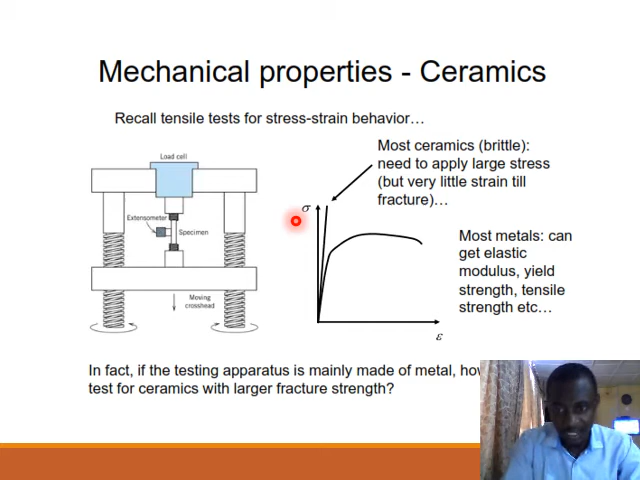 Mechanical properties - Ceramics
Recall tensile tests for stress-strain behavior…
Most ceramics (brittle):
need to apply large stress
(but very little strain till
fracture)…
Load cell
σ
Extensometer
Specimen
Most metals: can
get elastic
modulus, yield
strength, tensile
strength etc…
Moving
crosshead
ε
In fact, if the testing apparatus is mainly made of metal,
test for ceramics with larger fracture strength?